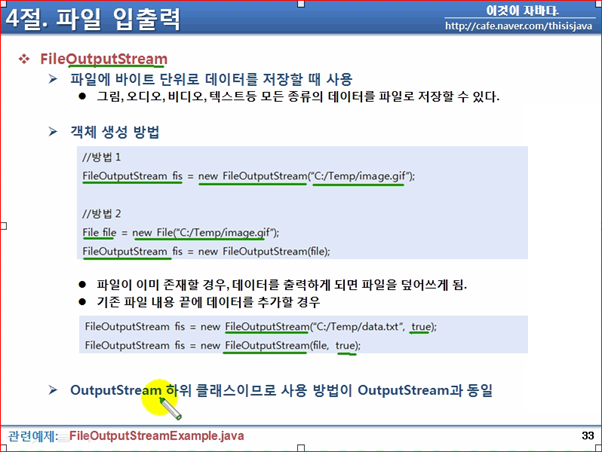 4절. 파일 입출력
이것이 자바다.
http://cafe.naver.com/thisisjava
❖ FileOutputStream
➢ 파일에 바이트 단위로 데이터를 저장할 때 사용
● 그림, 오디오, 비디오, 텍스트등 모든 종류의 데이터를 파일로 저장할 수 있다.
➢ 객체 생성 방법
//방법 1
FileOutputStream fis = new FileOutputStream("C:/Temp/image.gif");
//방법 2
File file = new File("C:/Temp/image.gif");
FileOutputStream fis = new FileOutputStream(file);
● 파일이 이미 존재할 경우, 데이터를 출력하게 되면 파일을 덮어쓰게 됨.
● 기존 파일 내용 끝에 데이터를 추가할 경우
FileOutputStream fis = new FileOutputStream("C:/Temp/data.txt", true);
FileOutputStream fis = new FileOutputStream(file, true);
➢ OutputStream 하위 클래스이므로 사용 방법이 OutputStream과 동일
관련예제: FileOutputStreamExample.java
33